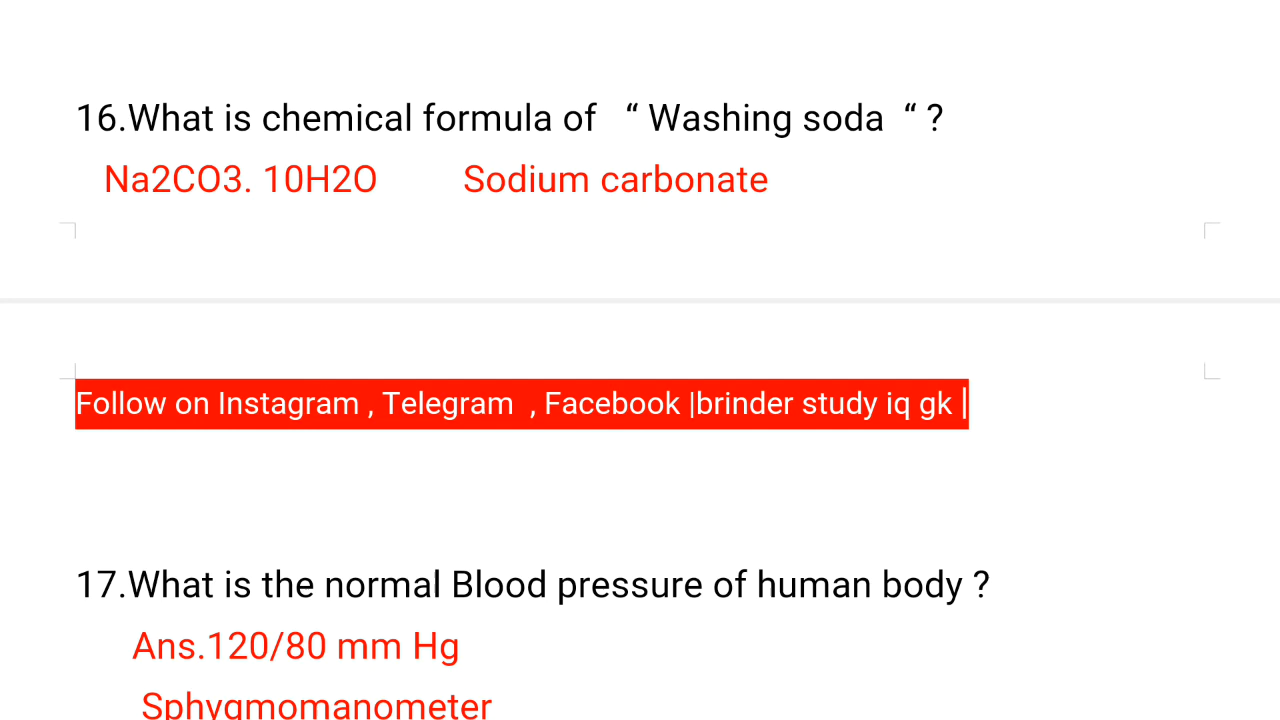 16.What is chemical formula of “ Washing soda “ ?
Na2CO3. 10H2O Sodium carbonate
Follow on Instagram , Telegram , Facebook |brinder study iq gk |
17.What is the normal Blood pressure of human body ?
Ans.120/80 mm Hg
Sphygmomanometer